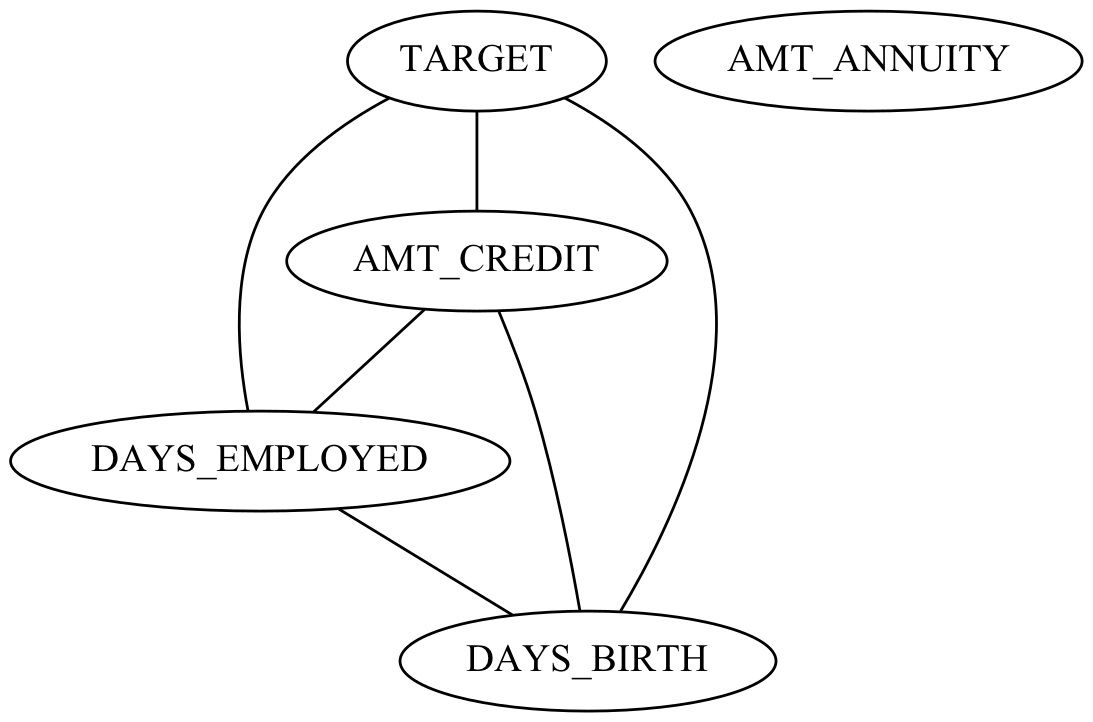 TARGET
AMT_ANNUITY
AMT_CREDIT
DAYS_EMPLOYED
DAYS_BIRTH